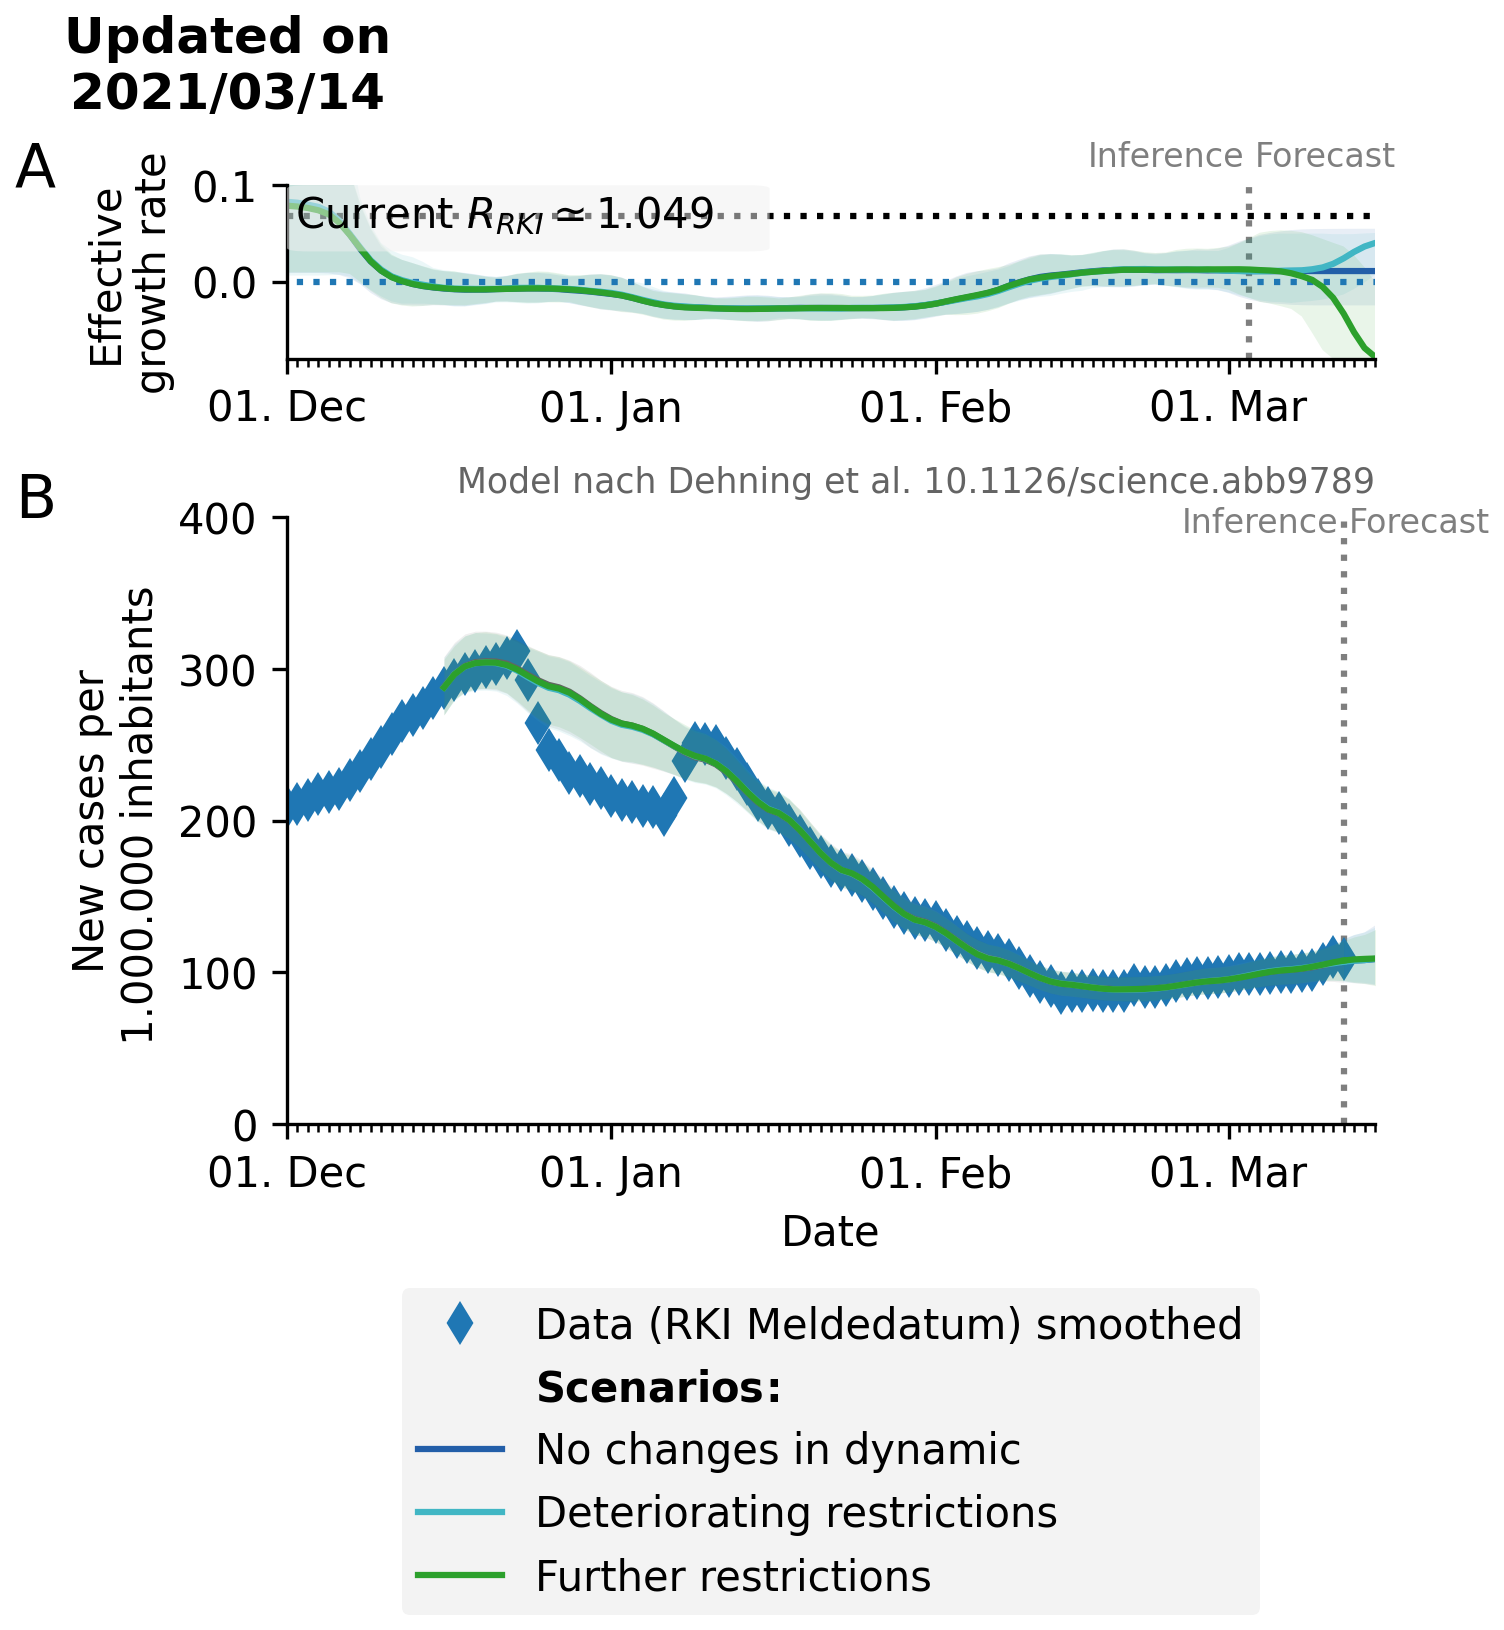 Updated on
2021/03/14
A
Inference Forecast
Effective
growth rate
0.1
0.0
Current R_RKI ≃ 1.049
01. Dec
01. Jan
01. Feb
01. Mar
B
Model nach Dehning et al. 10.1126/science.abb9789
Inference Forecast
New cases per
1.000.000 inhabitants
400
300
200
100
0
01. Dec
01. Jan
01. Feb
01. Mar
Date
Data (RKI Meldedatum) smoothed
Scenarios:
No changes in dynamic
Deteriorating restrictions
Further restrictions